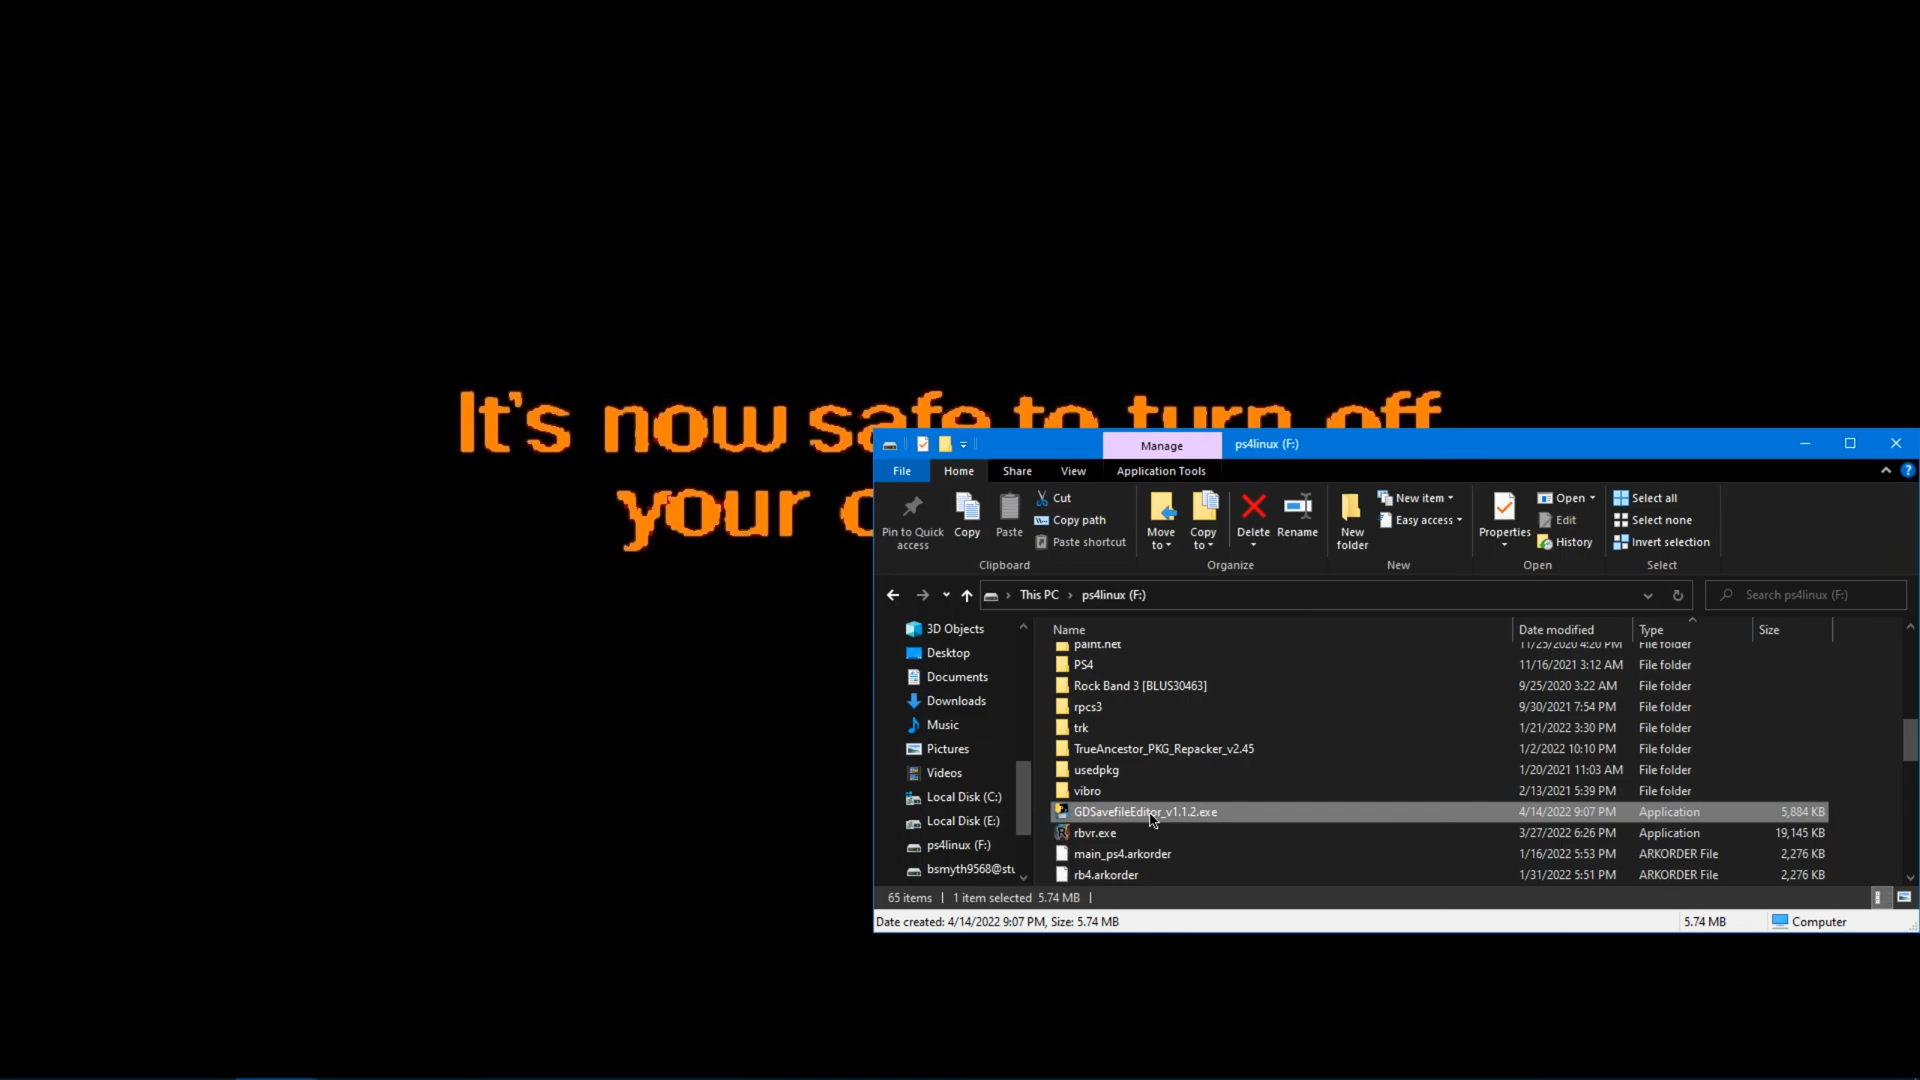 It's now safe to turn off
your c
Manage
ps4linux (F:)
File
Home
Share
View
Application Tools
Pin to Quick
access
Copy
Paste
Cut
Copy path
Paste shortcut
Clipboard
Move
to
Copy
to
Delete
Rename
Organize
New
folder
New item
Easy access
New
Properties
Open
Edit
History
Open
Select all
Select none
Invert selection
Select
This PC
ps4linux (F:)
Search ps4linux (F:)
3D Objects
Desktop
Documents
Downloads
Music
Pictures
Videos
Local Disk (C:)
Local Disk (E:)
ps4linux (F:)
bsmyth9568@stu
Name Date modified Type Size
paint.net 11/25/2020 4:20 PM File folder
PS4 11/16/2021 3:12 AM File folder
Rock Band 3 [BLUS30463] 9/25/2020 3:22 AM File folder
rpcs3 9/30/2021 7:54 PM File folder
trk 1/21/2022 3:30 PM File folder
TrueAncestor_PKG_Repacker_v2.45 1/2/2022 10:10 PM File folder
usedpkg 1/20/2021 11:03 AM File folder
vibro 2/13/2021 5:39 PM File folder
GDSavefileEditor_v1.1.2.exe 4/14/2022 9:07 PM Application 5,884 KB
rbvr.exe 3/27/2022 6:26 PM Application 19,145 KB
main_ps4.arkorder 1/16/2022 5:53 PM ARKORDER File 2,276 KB
rb4.arkorder 1/31/2022 5:51 PM ARKORDER File 2,276 KB
65 items 1 item selected 5.74 MB
Date created: 4/14/2022 9:07 PM, Size: 5.74 MB 5.74 MB Computer